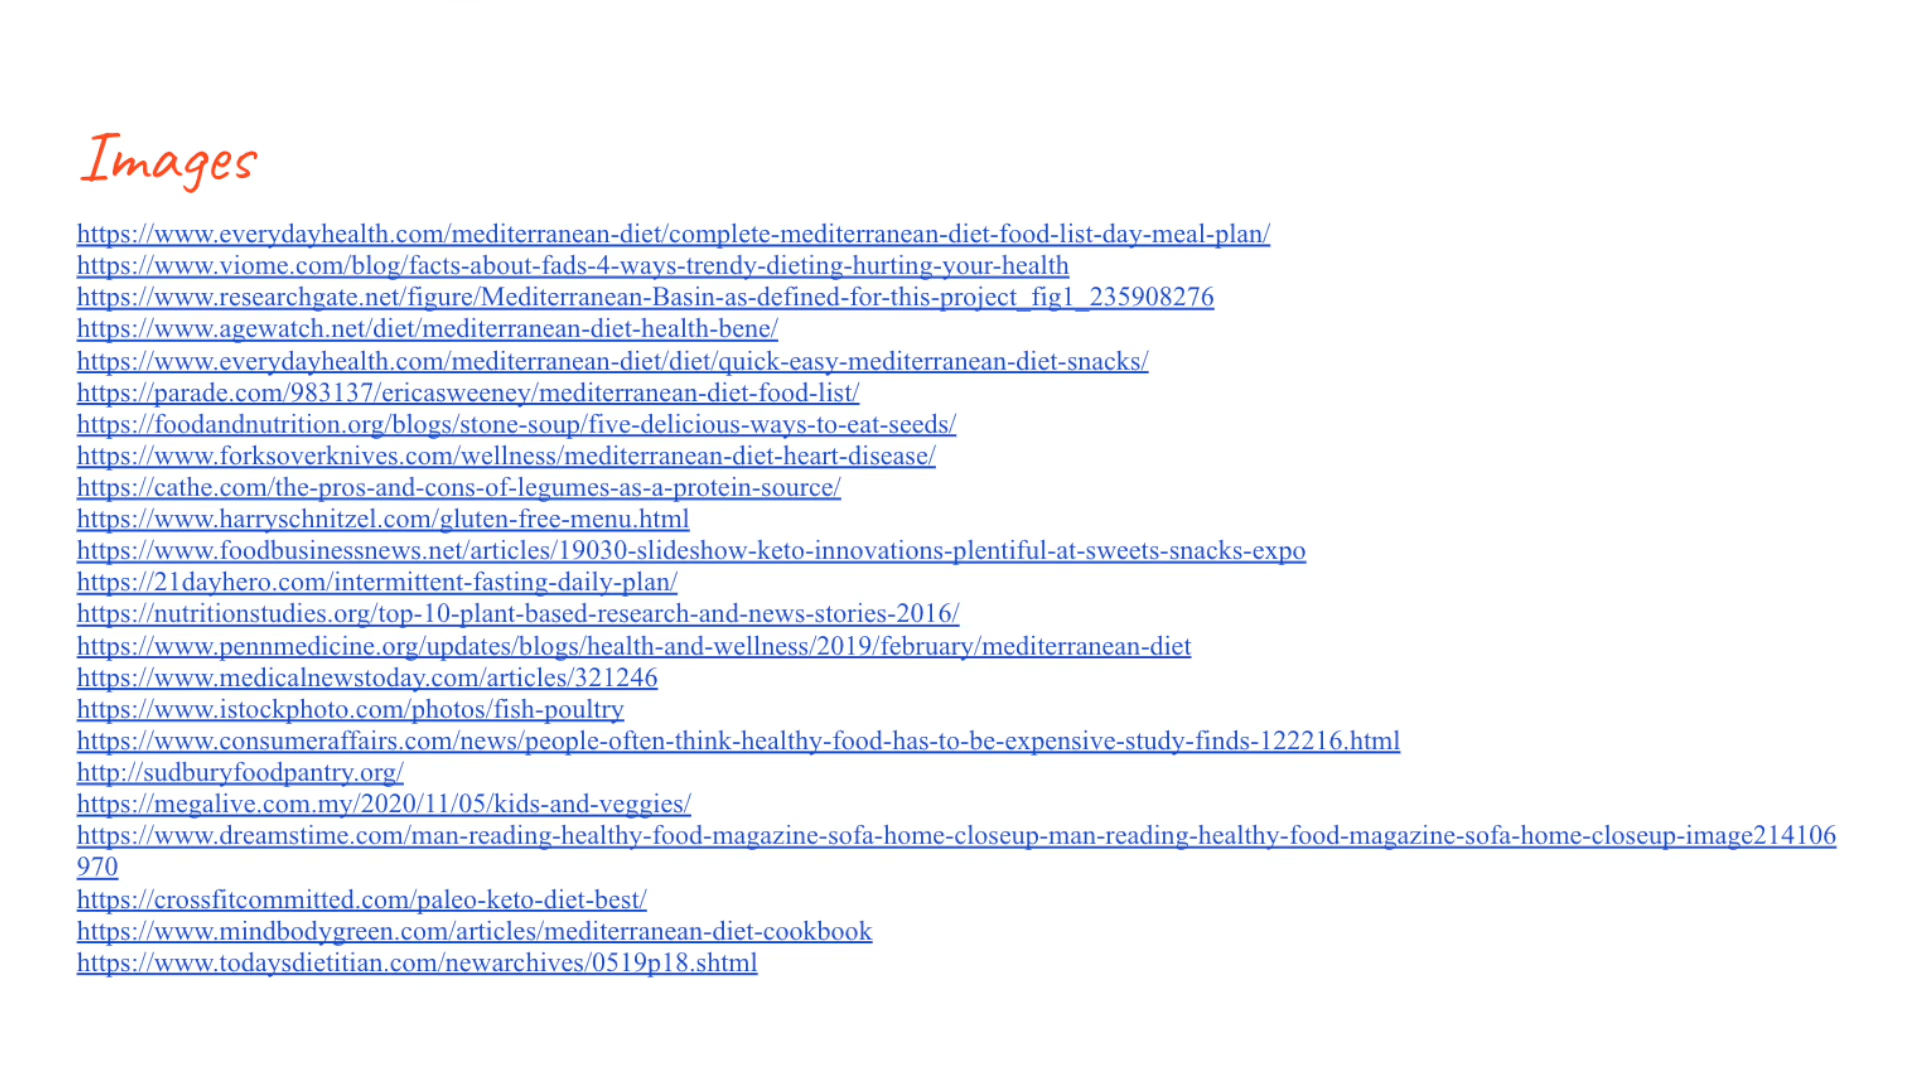 Images
https://www.everydayhealth.com/mediterranean-diet/complete-mediterranean-diet-food-list-day-meal-plan/
https://www.viome.com/blog/facts-about-fads-4-ways-trendy-dieting-hurting-your-health
https://www.researchgate.net/figure/Mediterranean-Basin-as-defined-for-this-project_fig1_235908276
https://www.agewatch.net/diet/mediterranean-diet-health-bene/
https://www.everydayhealth.com/mediterranean-diet/diet/quick-easy-mediterranean-diet-snacks/
https://parade.com/983137/ericasweeney/mediterranean-diet-food-list/
https://foodandnutrition.org/blogs/stone-soup/five-delicious-ways-to-eat-seeds/
https://www.forksoverknives.com/wellness/mediterranean-diet-heart-disease/
https://cathe.com/the-pros-and-cons-of-legumes-as-a-protein-source/
https://www.harryschnitzel.com/gluten-free-menu.html
https://www.foodbusinessnews.net/articles/19030-slideshow-keto-innovations-plentiful-at-sweets-snacks-expo
https://21dayhero.com/intermittent-fasting-daily-plan/
https://nutritionstudies.org/top-10-plant-based-research-and-news-stories-2016/
https://www.pennmedicine.org/updates/blogs/health-and-wellness/2019/february/mediterranean-diet
https://www.medicalnewstoday.com/articles/321246
https://www.istockphoto.com/photos/fish-poultry
https://www.consumeraffairs.com/news/people-often-think-healthy-food-has-to-be-expensive-study-finds-122216.html
http://sudburyfoodpantry.org/
https://megalive.com.my/2020/11/05/kids-and-veggies/
https://www.dreamstime.com/man-reading-healthy-food-magazine-sofa-home-closeup-man-reading-healthy-food-magazine-sofa-home-closeup-image214106
970
https://crossfitcommitted.com/paleo-keto-diet-best/
https://www.mindbodygreen.com/articles/mediterranean-diet-cookbook
https://www.todaysdietitian.com/newarchives/0519p18.shtml